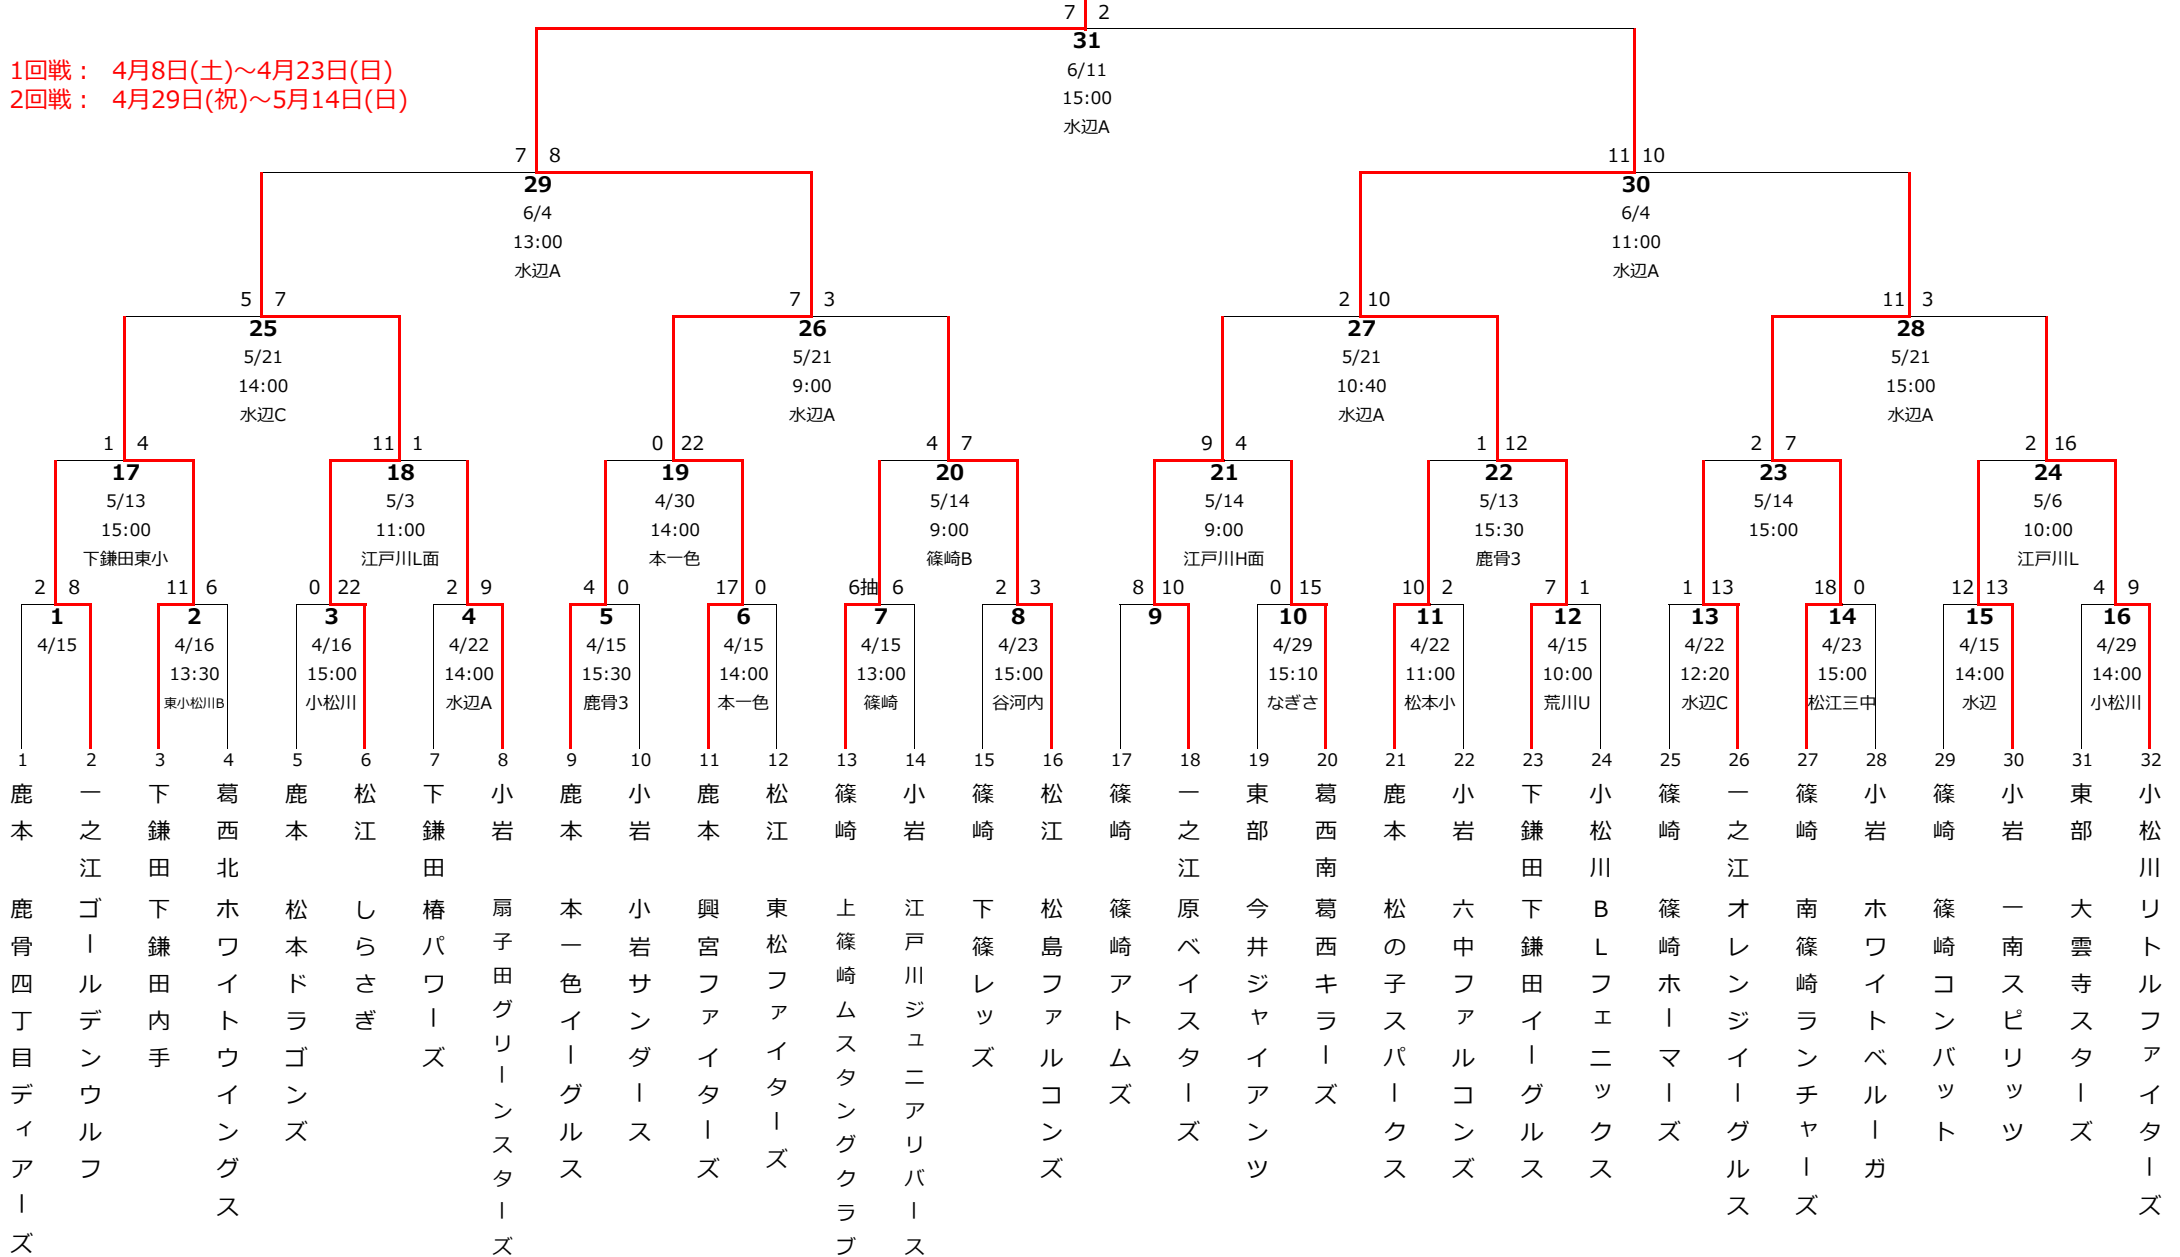 7 2
31
6/11
15:00
水辺A
1回戦： 4月8日(土)～4月23日(日)
2回戦： 4月29日(祝)～5月14日(日)
7 8
29
6/4
13:00
水辺A
11 10
30
6/4
11:00
水辺A
5 7
25
5/21
14:00
水辺C
7 3
26
5/21
9:00
水辺A
2 10
27
5/21
10:40
水辺A
11 3
28
5/21
15:00
水辺A
1 4
17
5/13
15:00
下鎌田東小
11 1
18
5/3
11:00
江戸川L面
0 22
19
4/30
14:00
本一色
4 7
20
5/14
9:00
篠崎B
9 4
21
5/14
9:00
江戸川H面
1 12
22
5/13
15:30
鹿骨3
2 7
23
5/14
15:00
2 16
24
5/6
10:00
江戸川L
2 8
1
4/15
11 6
2
4/16
13:30
東小松川B
0 22
3
4/16
15:00
小松川
2 9
4
4/22
14:00
水辺A
4 0
5
4/15
15:30
鹿骨3
17 0
6
4/15
14:00
本一色
6抽 6
7
4/15
13:00
篠崎
2 3
8
4/23
15:00
谷河内
8 10
9
0 15
10
4/29
15:10
なぎさ
10 2
11
4/22
11:00
松本小
7 1
12
4/15
10:00
荒川U
1 13
13
4/22
12:20
水辺C
18 0
14
4/23
15:00
松江三中
12 13
15
4/15
14:00
水辺
4 9
16
4/29
14:00
小松川
1 鹿本 鹿骨四丁目ディアーズ
2 一之江 ゴールデンウルフ
3 下鎌田 下鎌田内手
4 葛西北 ホワイトウイングス
5 鹿本 松本ドラゴンズ
6 松江 しらさぎ
7 下鎌田 椿パワーズ
8 小岩 扇子田グリーンスターズ
9 鹿本 本一色イーグルス
10 小岩 小岩サンダース
11 鹿本 興宮ファイターズ
12 松江 東松ファイターズ
13 篠崎 上篠崎ムスタングクラブ
14 小岩 江戸川ジュニアリバース
15 篠崎 下篠レッズ
16 松江 松島ファルコンズ
17 篠崎 篠崎アトムズ
18 一之江 原ベイスターズ
19 東部 今井ジャイアンツ
20 葛西南 葛西キラーズ
21 鹿本 松の子スパークス
22 小岩 六中ファルコンズ
23 下鎌田 下鎌田イーグルス
24 小松川 BLフェニックス
25 篠崎 篠崎ホーマーズ
26 一之江 オレンジイーグルス
27 篠崎 南篠崎ランチャーズ
28 小岩 ホワイトベルーガ
29 篠崎 篠崎コンバット
30 小岩 一南スピリッツ
31 東部 大雲寺スターズ
32 小松川 リトルファイターズ